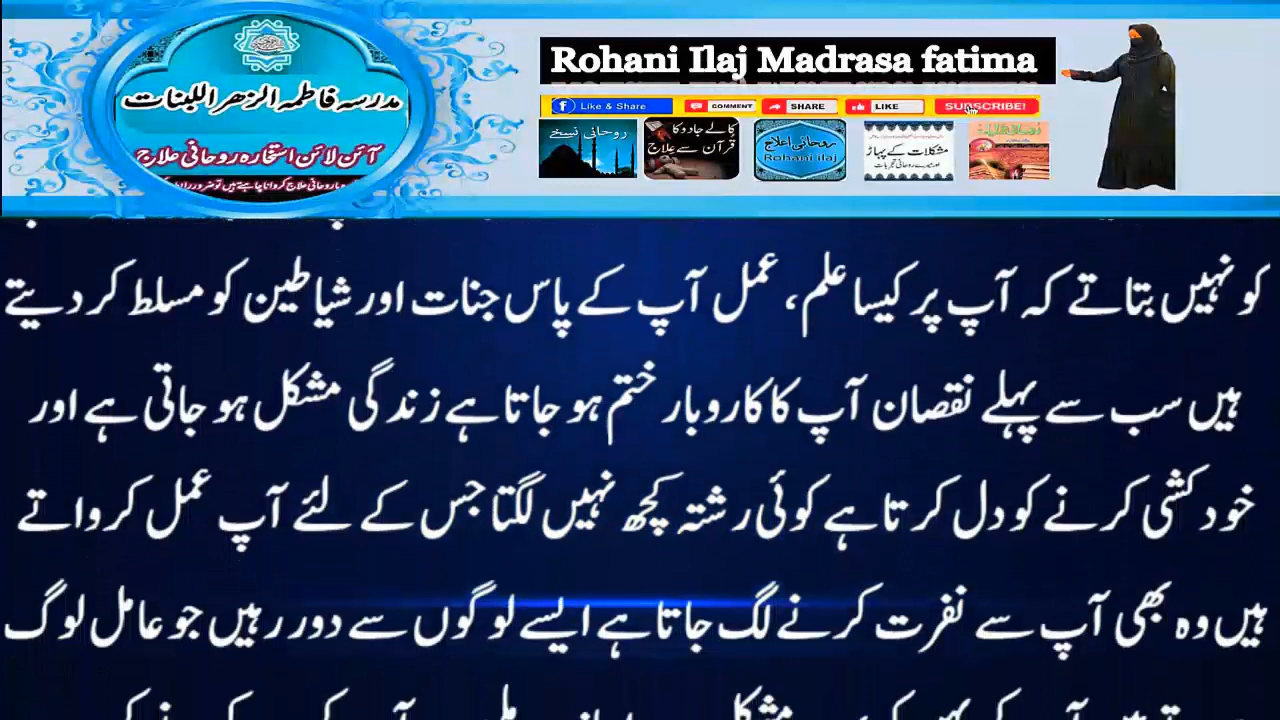 مدرسہ فاطمہ الزھرا للبنات
آئن لائن استخارہ روحانی علاج
Rohani Ilaj Madrasa fatima
Like & Share
COMMENT
SHARE
LIKE
SUBSCRIBE!
روحانی نسخ
کالے جادو کا
قرآن سے علاج
روحانی علاج
Rohani ilaj
مشکلات کے پہاڑ
کو نہیں بتاتے کہ آپ پر کیسا علم، عمل آپ کے پاس جنات اور شیاطین کو مسلط کر دیتے
ہیں سب سے پہلے نقصان آپ کا کاروبار ختم ہو جاتا ہے زندگی مشکل ہو جاتی ہے اور
خودکشی کرنے کو دل کرتا ہے کوئی رشتہ کچھ نہیں لگتا جس کے لئے آپ عمل کرواتے
ہیں وہ بھی آپ سے نفرت کرنے لگ جاتا ہے ایسے لوگوں سے دور رہیں جو عامل لوگ